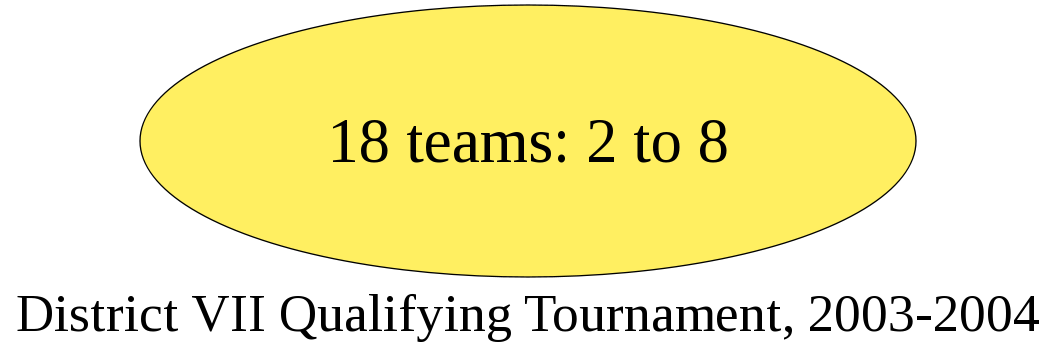 18 teams: 2 to 8
District VII Qualifying Tournament, 2003-2004